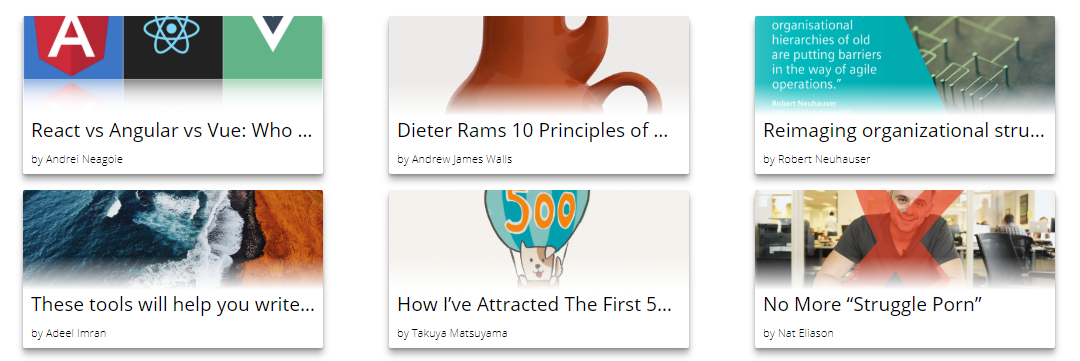 A
organisational
hierarchies of old
are putting barriers
in the way of agile
operations.”
Robert Neuhauser
React vs Angular vs Vue: Who ...
by Andrei Neagoie
Dieter Rams 10 Principles of ...
by Andrew James Walls
Reimaging organizational stru...
by Robert Neuhauser
500
These tools will help you write...
by Adeel Imran
How I’ve Attracted The First 5...
by Takuya Matsuyama
No More “Struggle Porn”
by Nat Eliason